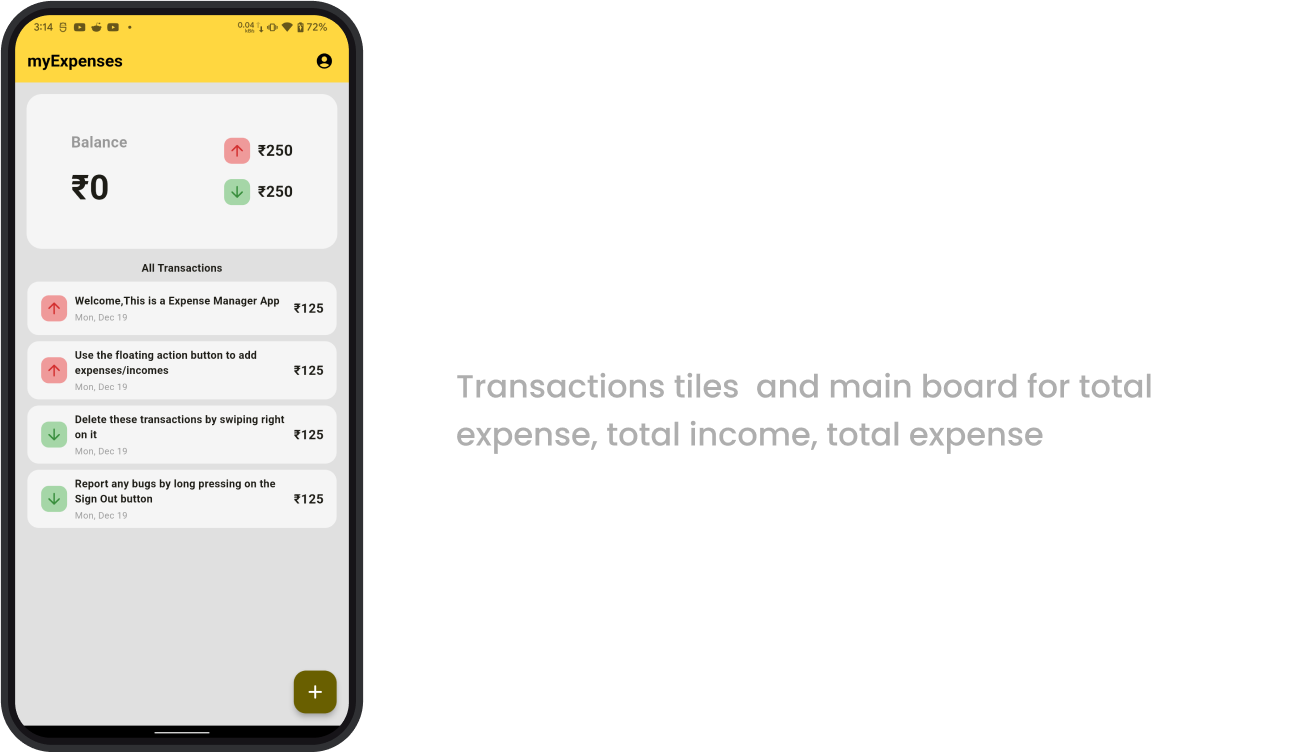 3:14
0.04 kB/s 72%
myExpenses
Balance
₹0
₹250
₹250
All Transactions
Welcome,This is a Expense Manager App
Mon, Dec 19
₹125
Use the floating action button to add
expenses/incomes
Mon, Dec 19
₹125
Delete these transactions by swiping right
on it
Mon, Dec 19
₹125
Report any bugs by long pressing on the
Sign Out button
Mon, Dec 19
₹125
Transactions tiles  and main board for total
expense, total income, total expense